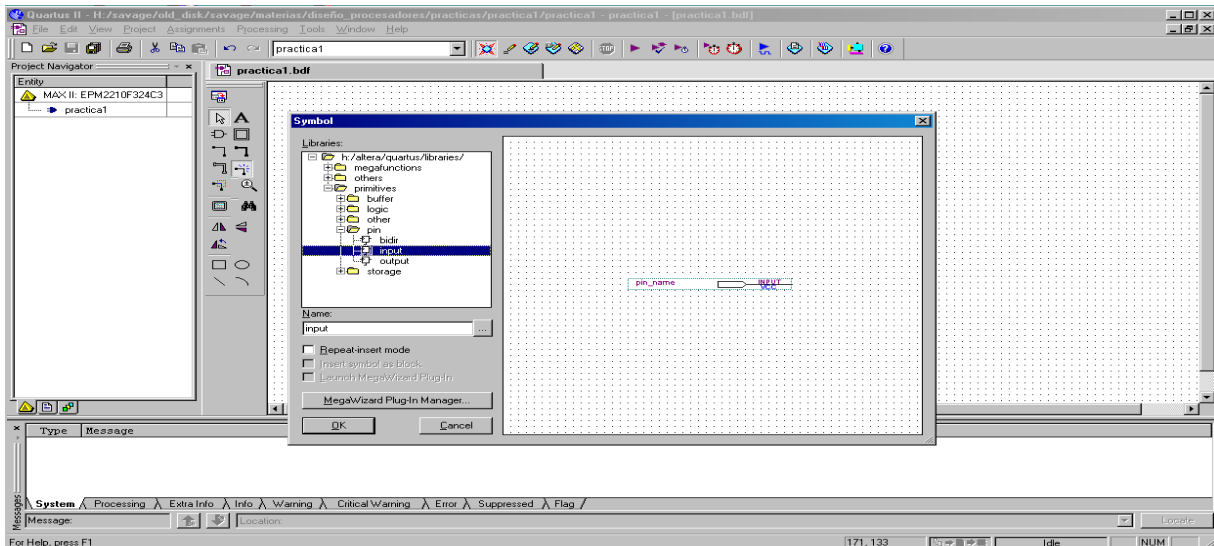 Quartus II - H:/savage/old_disk/savage/materias/diseño_procesadores/practicas/practica1/practica1 - practica1 - [practica1.bdf]
File Edit View Project Assignments Processing Tools Window Help
practica1
Project Navigator
practica1.bdf
Entity
MAX II: EPM2210F324C3
practica1
Symbol
Libraries:
h:/altera/quartus/libraries/
megafunctions
others
primitives
buffer
logic
other
pin
bidir
input
output
storage
pin_name
INPUT
VCC
Name:
input
...
Repeat-insert mode
Insert symbol as block
Launch MegaWizard Plug-In
MegaWizard Plug-In Manager...
OK Cancel
Type Message
System Processing Extra Info Info Warning Critical Warning Error Suppressed Flag
Messages
Message: Location: Locate
For Help, press F1 171, 133 Idle NUM